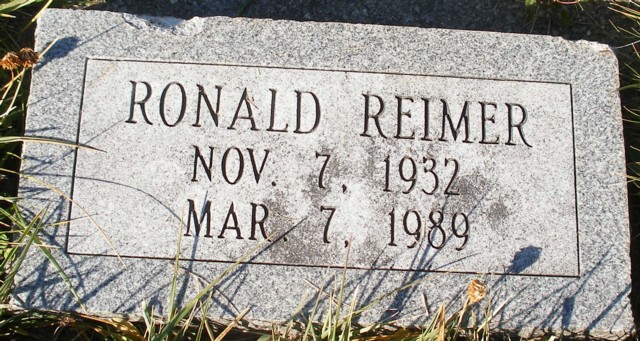 RONALD REIMER
NOV. 7, 1932
MAR. 7, 1989